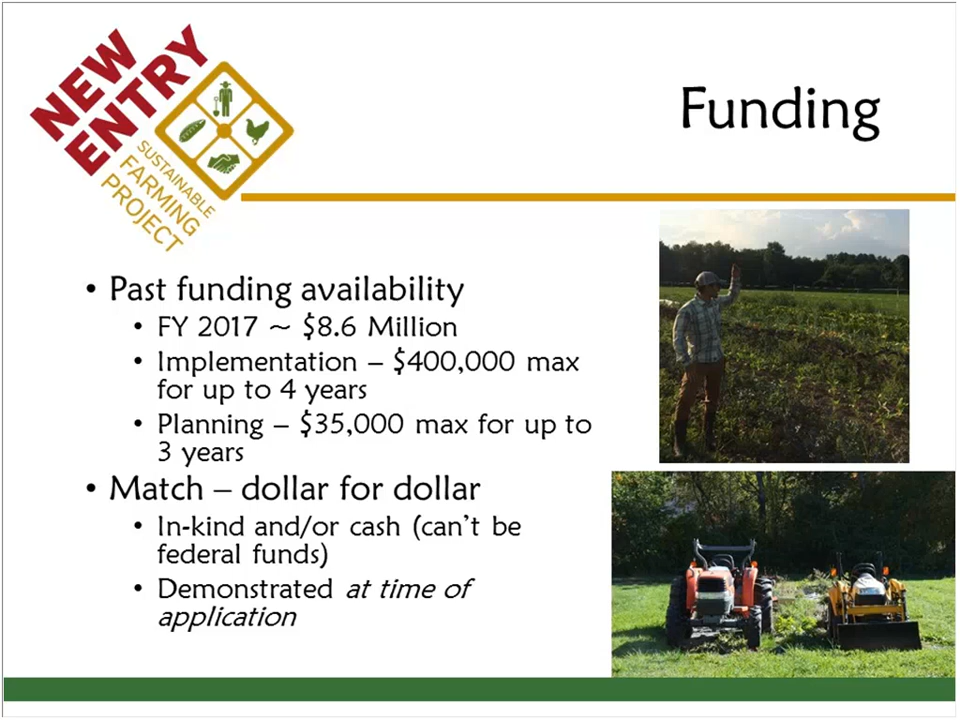 NEW
ENTRY
SUSTAINABLE
FARMING
PROJECT
Funding
• Past funding availability
• FY 2017 ~ $8.6 Million
• Implementation – $400,000 max
for up to 4 years
• Planning – $35,000 max for up to
3 years
• Match – dollar for dollar
• In-kind and/or cash (can't be
federal funds)
• Demonstrated at time of
application